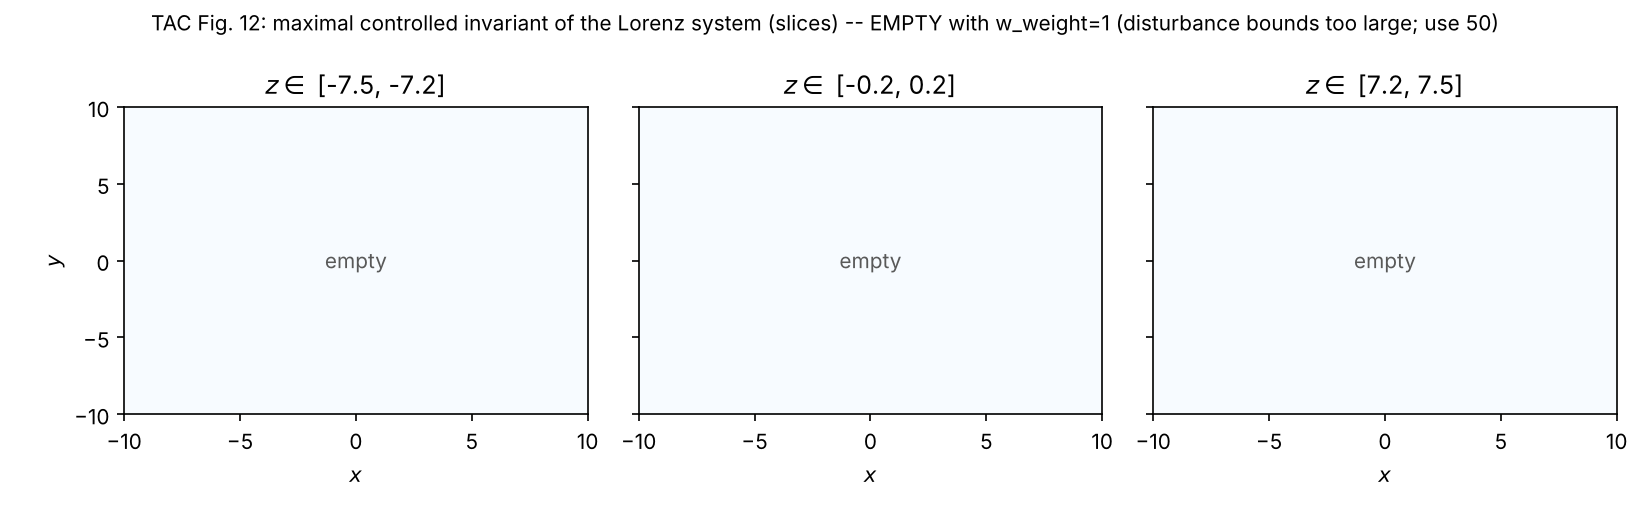 TAC Fig. 12: maximal controlled invariant of the Lorenz system (slices) -- EMPTY with w_weight=1 (disturbance bounds too large; use 50)
z ∈ [-7.5, -7.2]
z ∈ [-0.2, 0.2]
z ∈ [7.2, 7.5]
10
5
0
−5
−10
y
empty
empty
empty
−10 −5 0 5 10
−10 −5 0 5 10
−10 −5 0 5 10
x
x
x